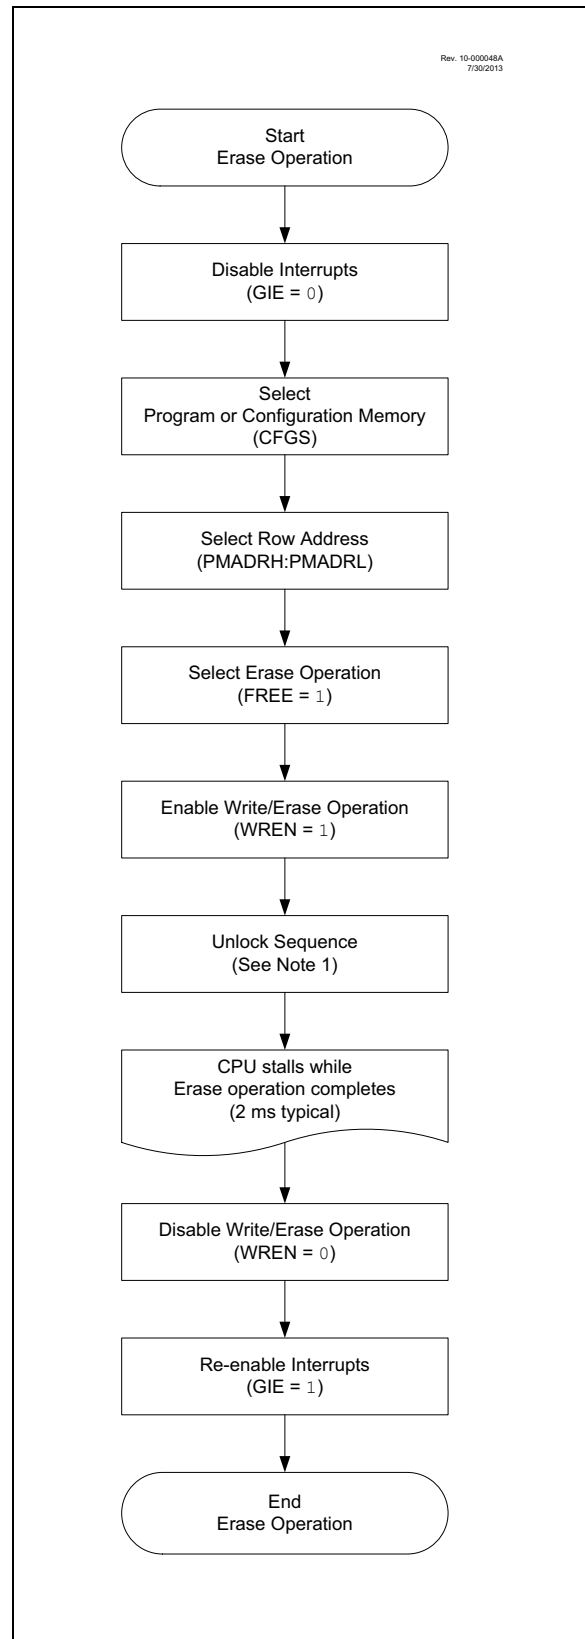 Rev. 10-000048A
7/30/2013
Start
Erase Operation
Disable Interrupts
(GIE = 0)
Select
Program or Configuration Memory
(CFGS)
Select Row Address
(PMADRH:PMADRL)
Select Erase Operation
(FREE = 1)
Enable Write/Erase Operation
(WREN = 1)
Unlock Sequence
(See Note 1)
CPU stalls while
Erase operation completes
(2 ms typical)
Disable Write/Erase Operation
(WREN = 0)
Re-enable Interrupts
(GIE = 1)
End
Erase Operation